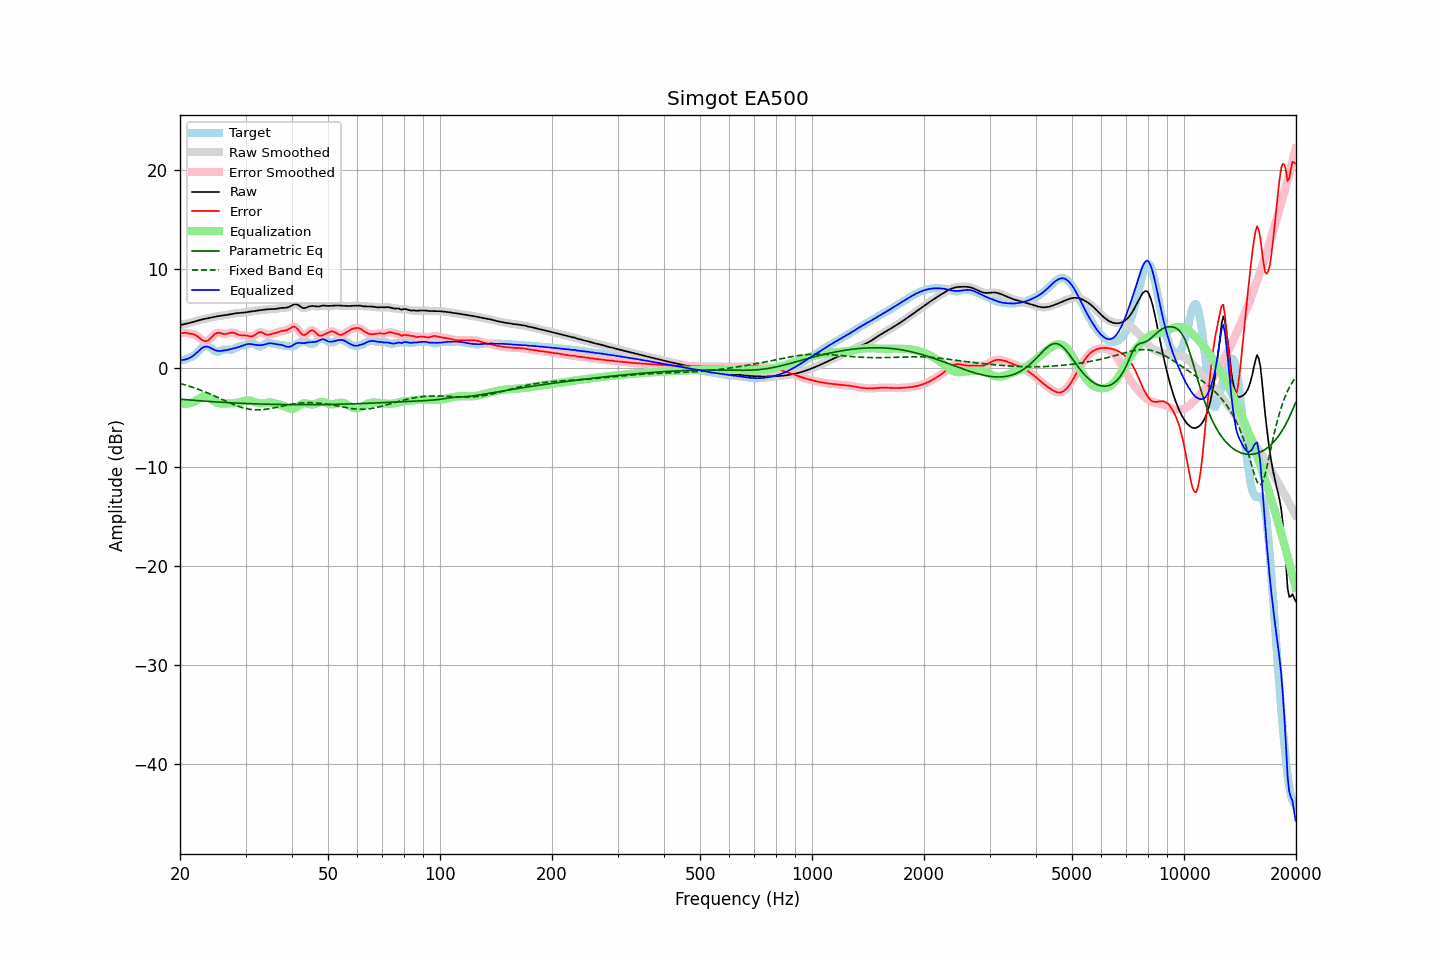 Simgot EA500
Target
Raw Smoothed
Error Smoothed
Raw
Error
Equalization
Parametric Eq
Fixed Band Eq
Equalized
20
10
0
−10
−20
−30
−40
Amplitude (dBr)
20 50 100 200 500 1000 2000 5000 10000 20000
Frequency (Hz)